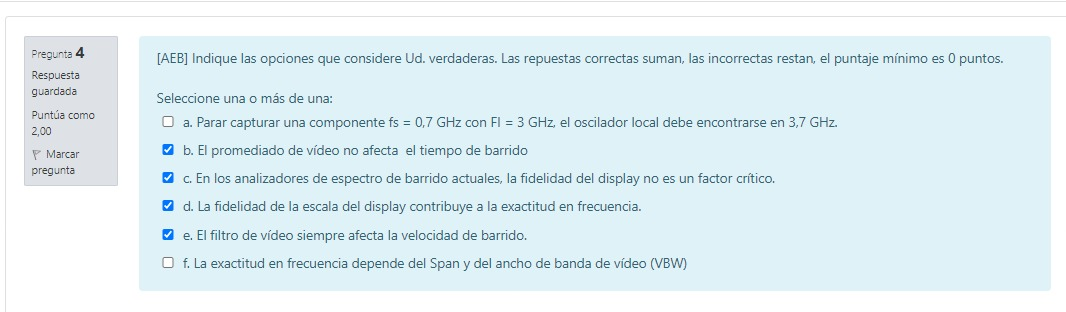 Pregunta 4
Respuesta
guardada
Puntúa como
2,00
Marcar
pregunta
[AEB] Indique las opciones que considere Ud. verdaderas. Las repuestas correctas suman, las incorrectas restan, el puntaje mínimo es 0 puntos.
Seleccione una o más de una:
a. Parar capturar una componente fs = 0,7 GHz con FI = 3 GHz, el oscilador local debe encontrarse en 3,7 GHz.
b. El promediado de vídeo no afecta el tiempo de barrido
c. En los analizadores de espectro de barrido actuales, la fidelidad del display no es un factor crítico.
d. La fidelidad de la escala del display contribuye a la exactitud en frecuencia.
e. El filtro de vídeo siempre afecta la velocidad de barrido.
f. La exactitud en frecuencia depende del Span y del ancho de banda de vídeo (VBW)